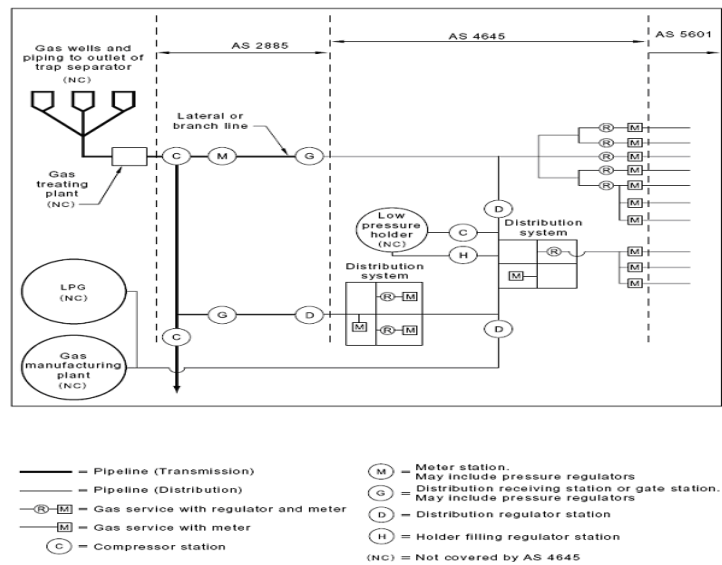 AS 2885
AS 4645
AS 5601
Gas wells and
piping to outlet of
trap separator
(NC)
Lateral or
branch line
C
M
G
R
M
R
M
R
M
R
M
R
M
M
M
Gas
treating
plant
(NC)
D
Low
pressure
holder
(NC)
C
H
Distribution
system
R
M
M
M
M
LPG
(NC)
Distribution
system
R
M
M
R
M
G
D
D
C
Gas
manufacturing
plant
(NC)
= Pipeline (Transmission)
= Pipeline (Distribution)
R M = Gas service with regulator and meter
M = Gas service with meter
C = Compressor station
M = Meter station.
May include pressure regulators
G = Distribution receiving station or gate station.
May include pressure regulators
D = Distribution regulator station
H = Holder filling regulator station
(NC) = Not covered by AS 4645